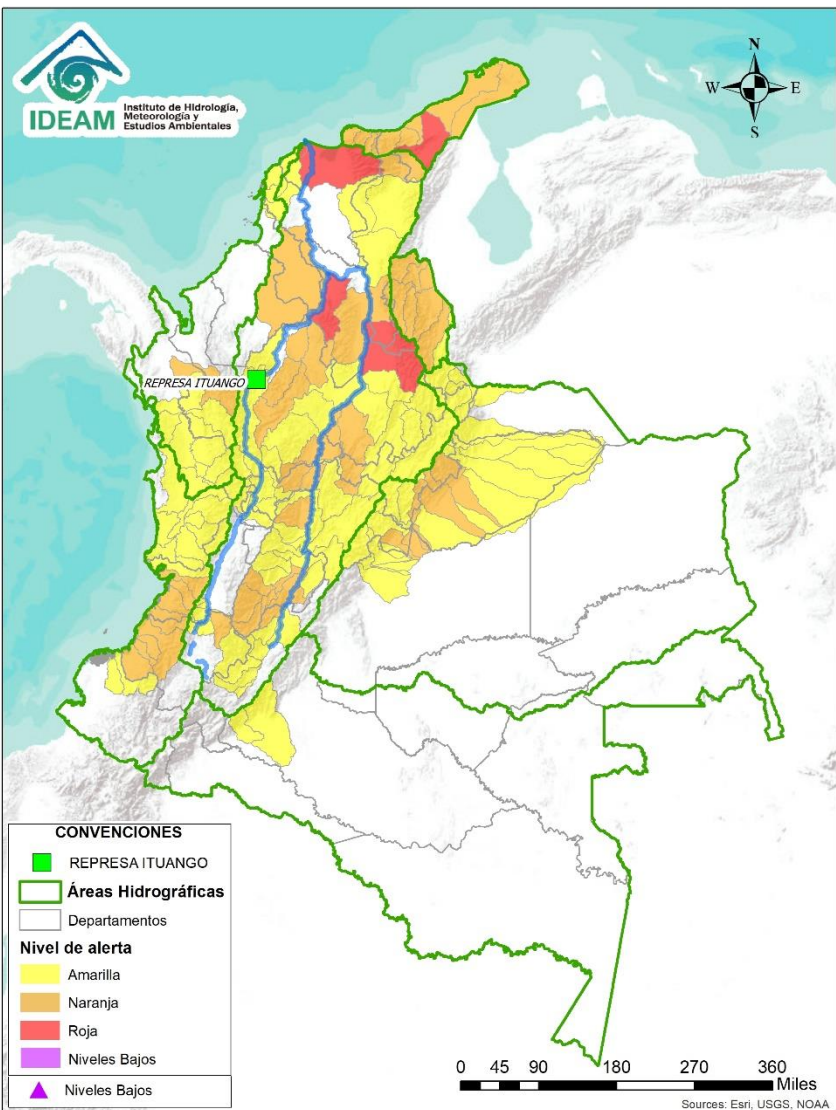 IDEAM
Instituto de Hidrología,
Meteorología y
Estudios Ambientales
N
W
E
S
REPRESA ITUANGO
CONVENCIONES
REPRESA ITUANGO
Áreas Hidrográficas
Departamentos
Nivel de alerta
Amarilla
Naranja
Roja
Niveles Bajos
Niveles Bajos
0 45 90 180 270 360
Miles
Sources: Esri, USGS, NOAA